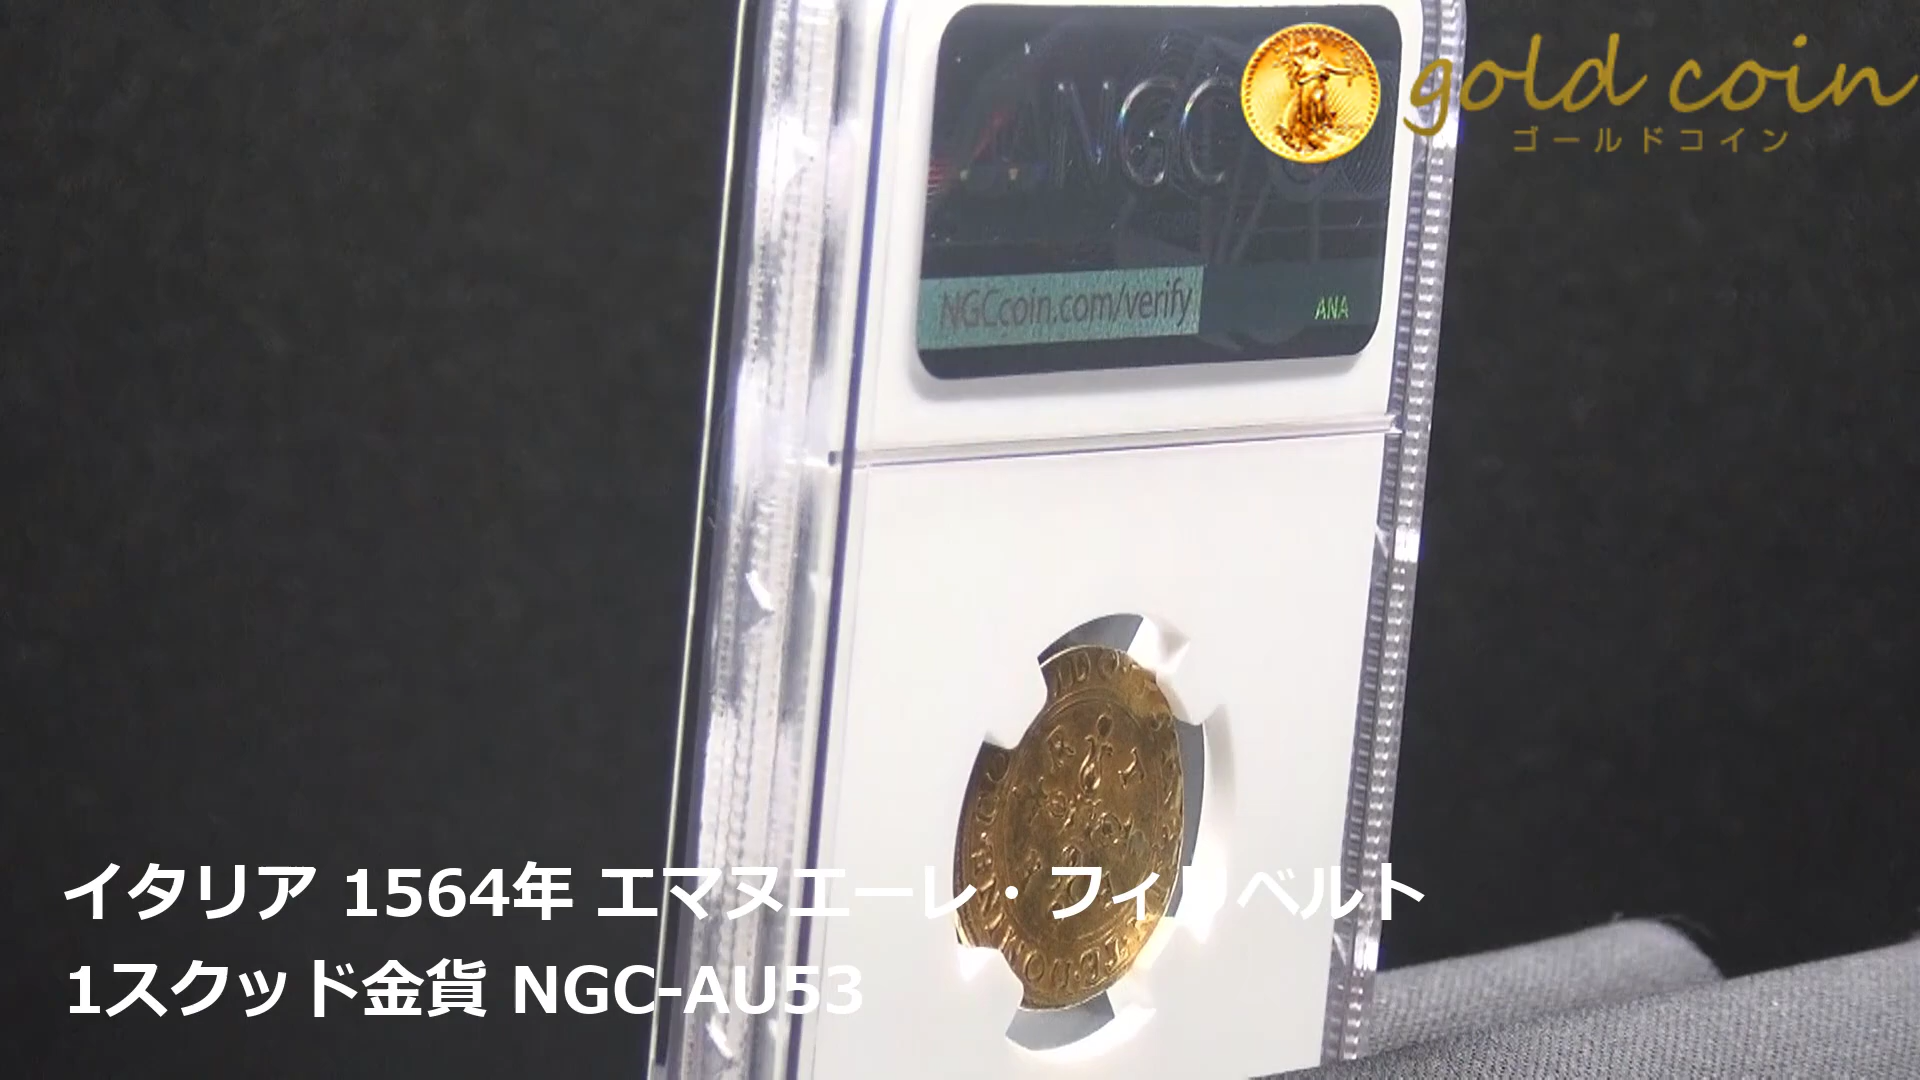 gold coin
ゴールドコイン
NGC
NGCcoin.com/verify
ANA
イタリア 1564年 エマヌエーレ・フィリベルト
1スクッド金貨 NGC-AU53